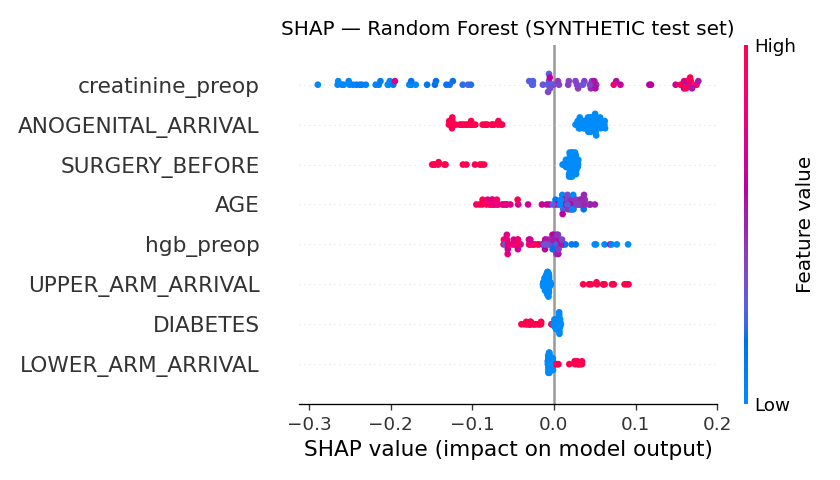 SHAP — Random Forest (SYNTHETIC test set)
High
creatinine_preop
ANOGENITAL_ARRIVAL
SURGERY_BEFORE
AGE
hgb_preop
UPPER_ARM_ARRIVAL
DIABETES
LOWER_ARM_ARRIVAL
Feature value
Low
−0.3 −0.2 −0.1 0.0 0.1 0.2
SHAP value (impact on model output)